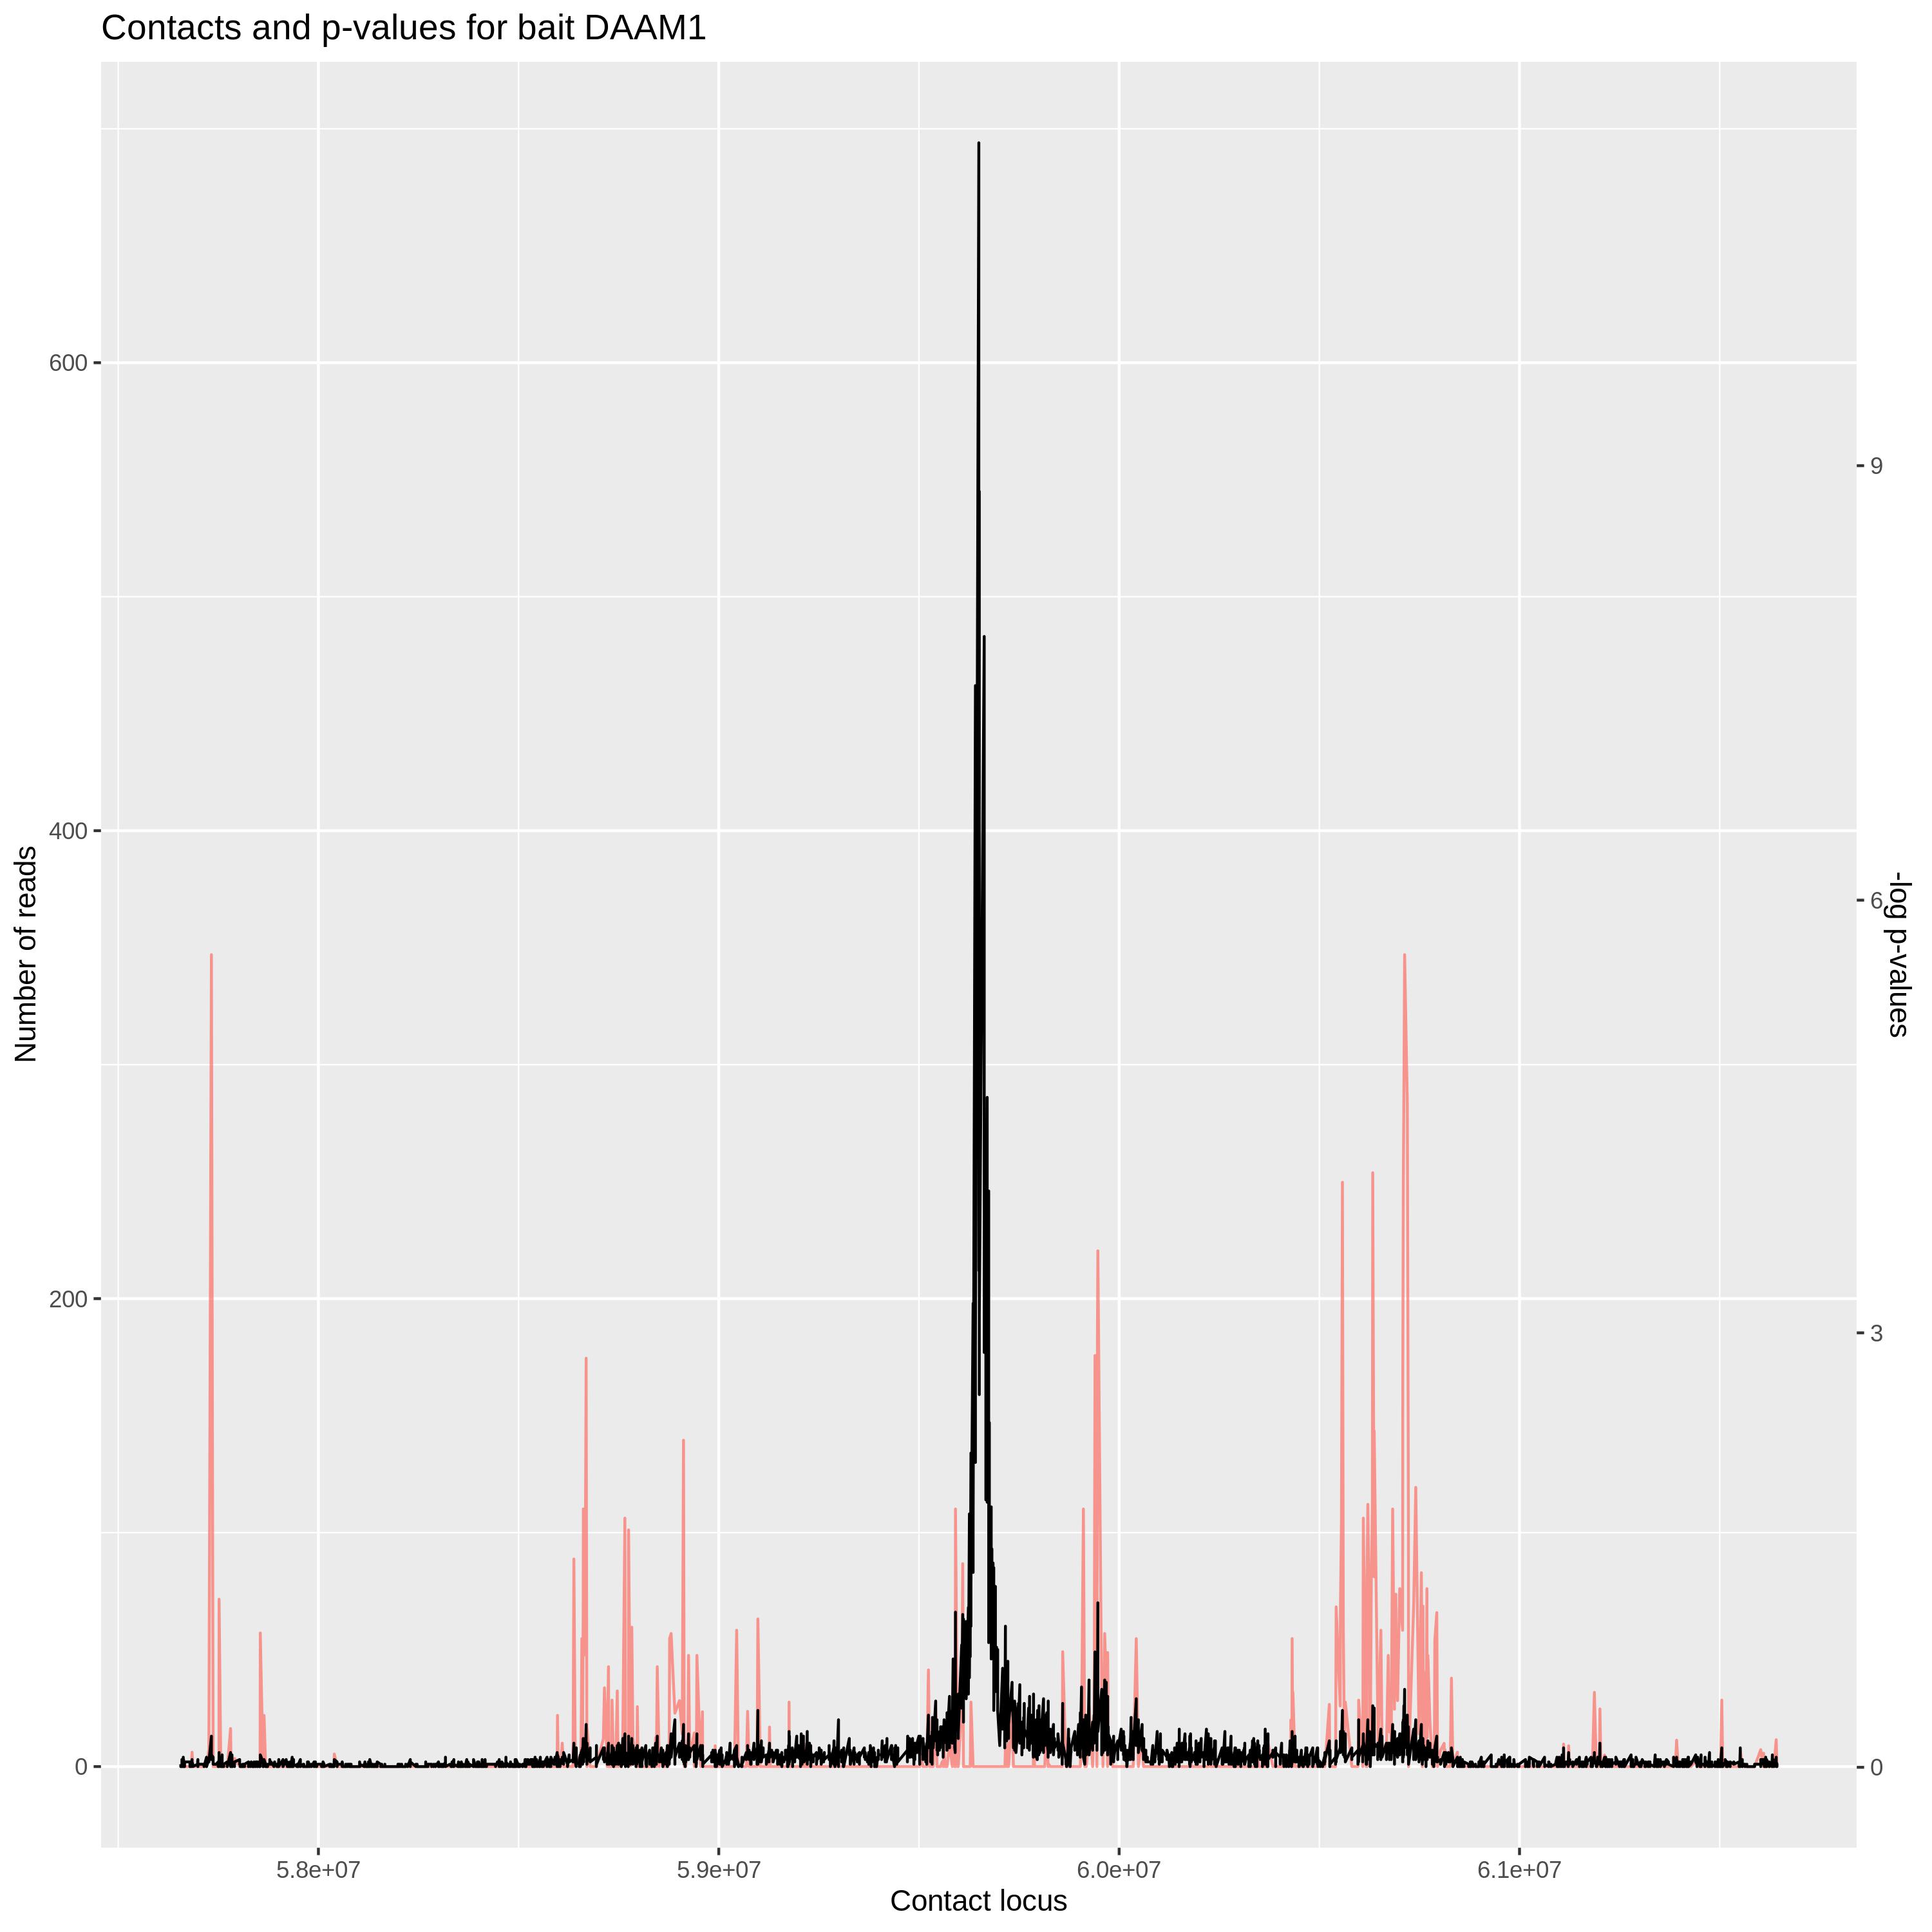 Contacts and p-values for bait DAAM1
600
400
200
0
Number of reads
9
6
3
0
-log p-values
5.8e+07
5.9e+07
6.0e+07
6.1e+07
Contact locus